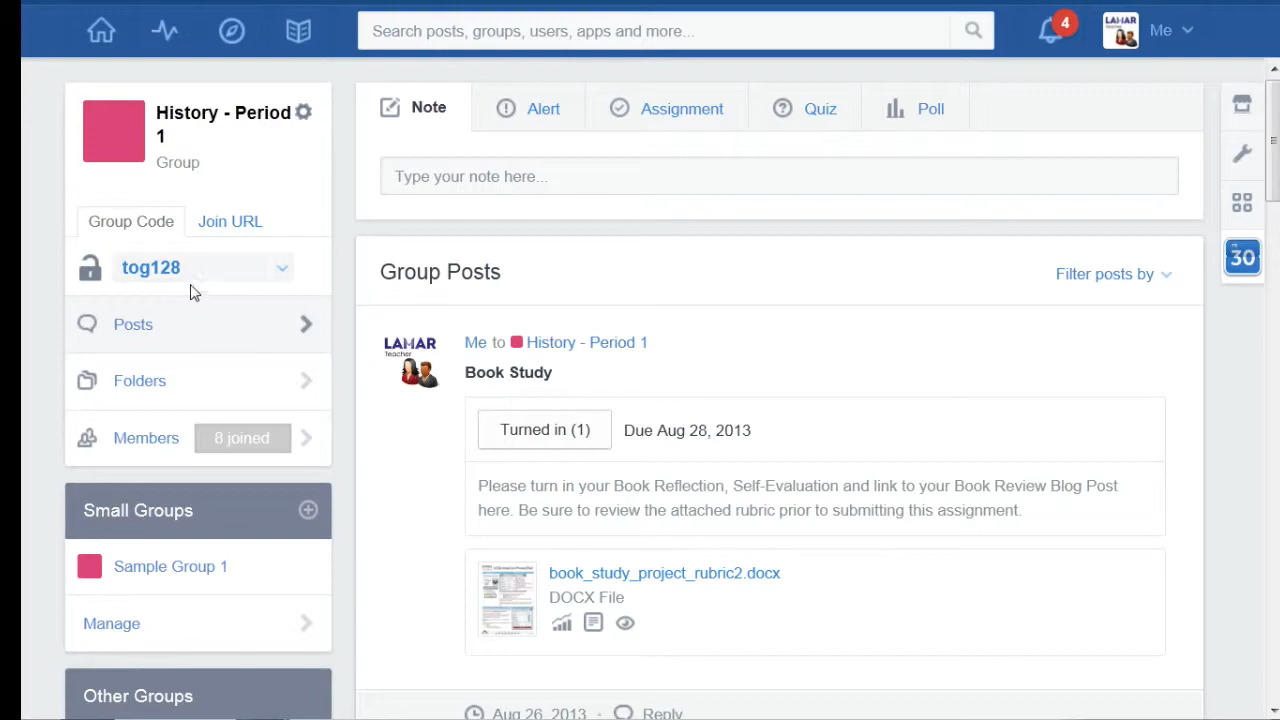 Search posts, groups, users, apps and more...
4
LAMAR
Me
History - Period
1
Group
Group Code
Join URL
tog128
Posts
Folders
Members
8 joined
Small Groups
Sample Group 1
Manage
Other Groups
Note
Alert
Assignment
Quiz
Poll
Type your note here...
Group Posts
Filter posts by
LAMAR
Teacher
Me to History - Period 1
Book Study
Turned in (1)
Due Aug 28, 2013
Please turn in your Book Reflection, Self-Evaluation and link to your Book Review Blog Post
here. Be sure to review the attached rubric prior to submitting this assignment.
book_study_project_rubric2.docx
DOCX File
Aug 26, 2013 · Reply
30